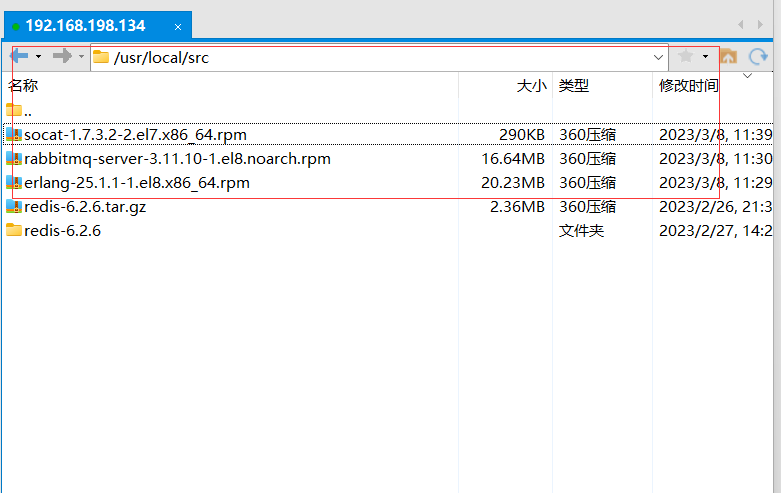 192.168.198.134 ×
/usr/local/src
名称 大小 类型 修改时间
..
socat-1.7.3.2-2.el7.x86_64.rpm 290KB 360压缩 2023/3/8, 11:39
rabbitmq-server-3.11.10-1.el8.noarch.rpm 16.64MB 360压缩 2023/3/8, 11:30
erlang-25.1.1-1.el8.x86_64.rpm 20.23MB 360压缩 2023/3/8, 11:29
redis-6.2.6.tar.gz 2.36MB 360压缩 2023/2/26, 21:3
redis-6.2.6 文件夹 2023/2/27, 14:2